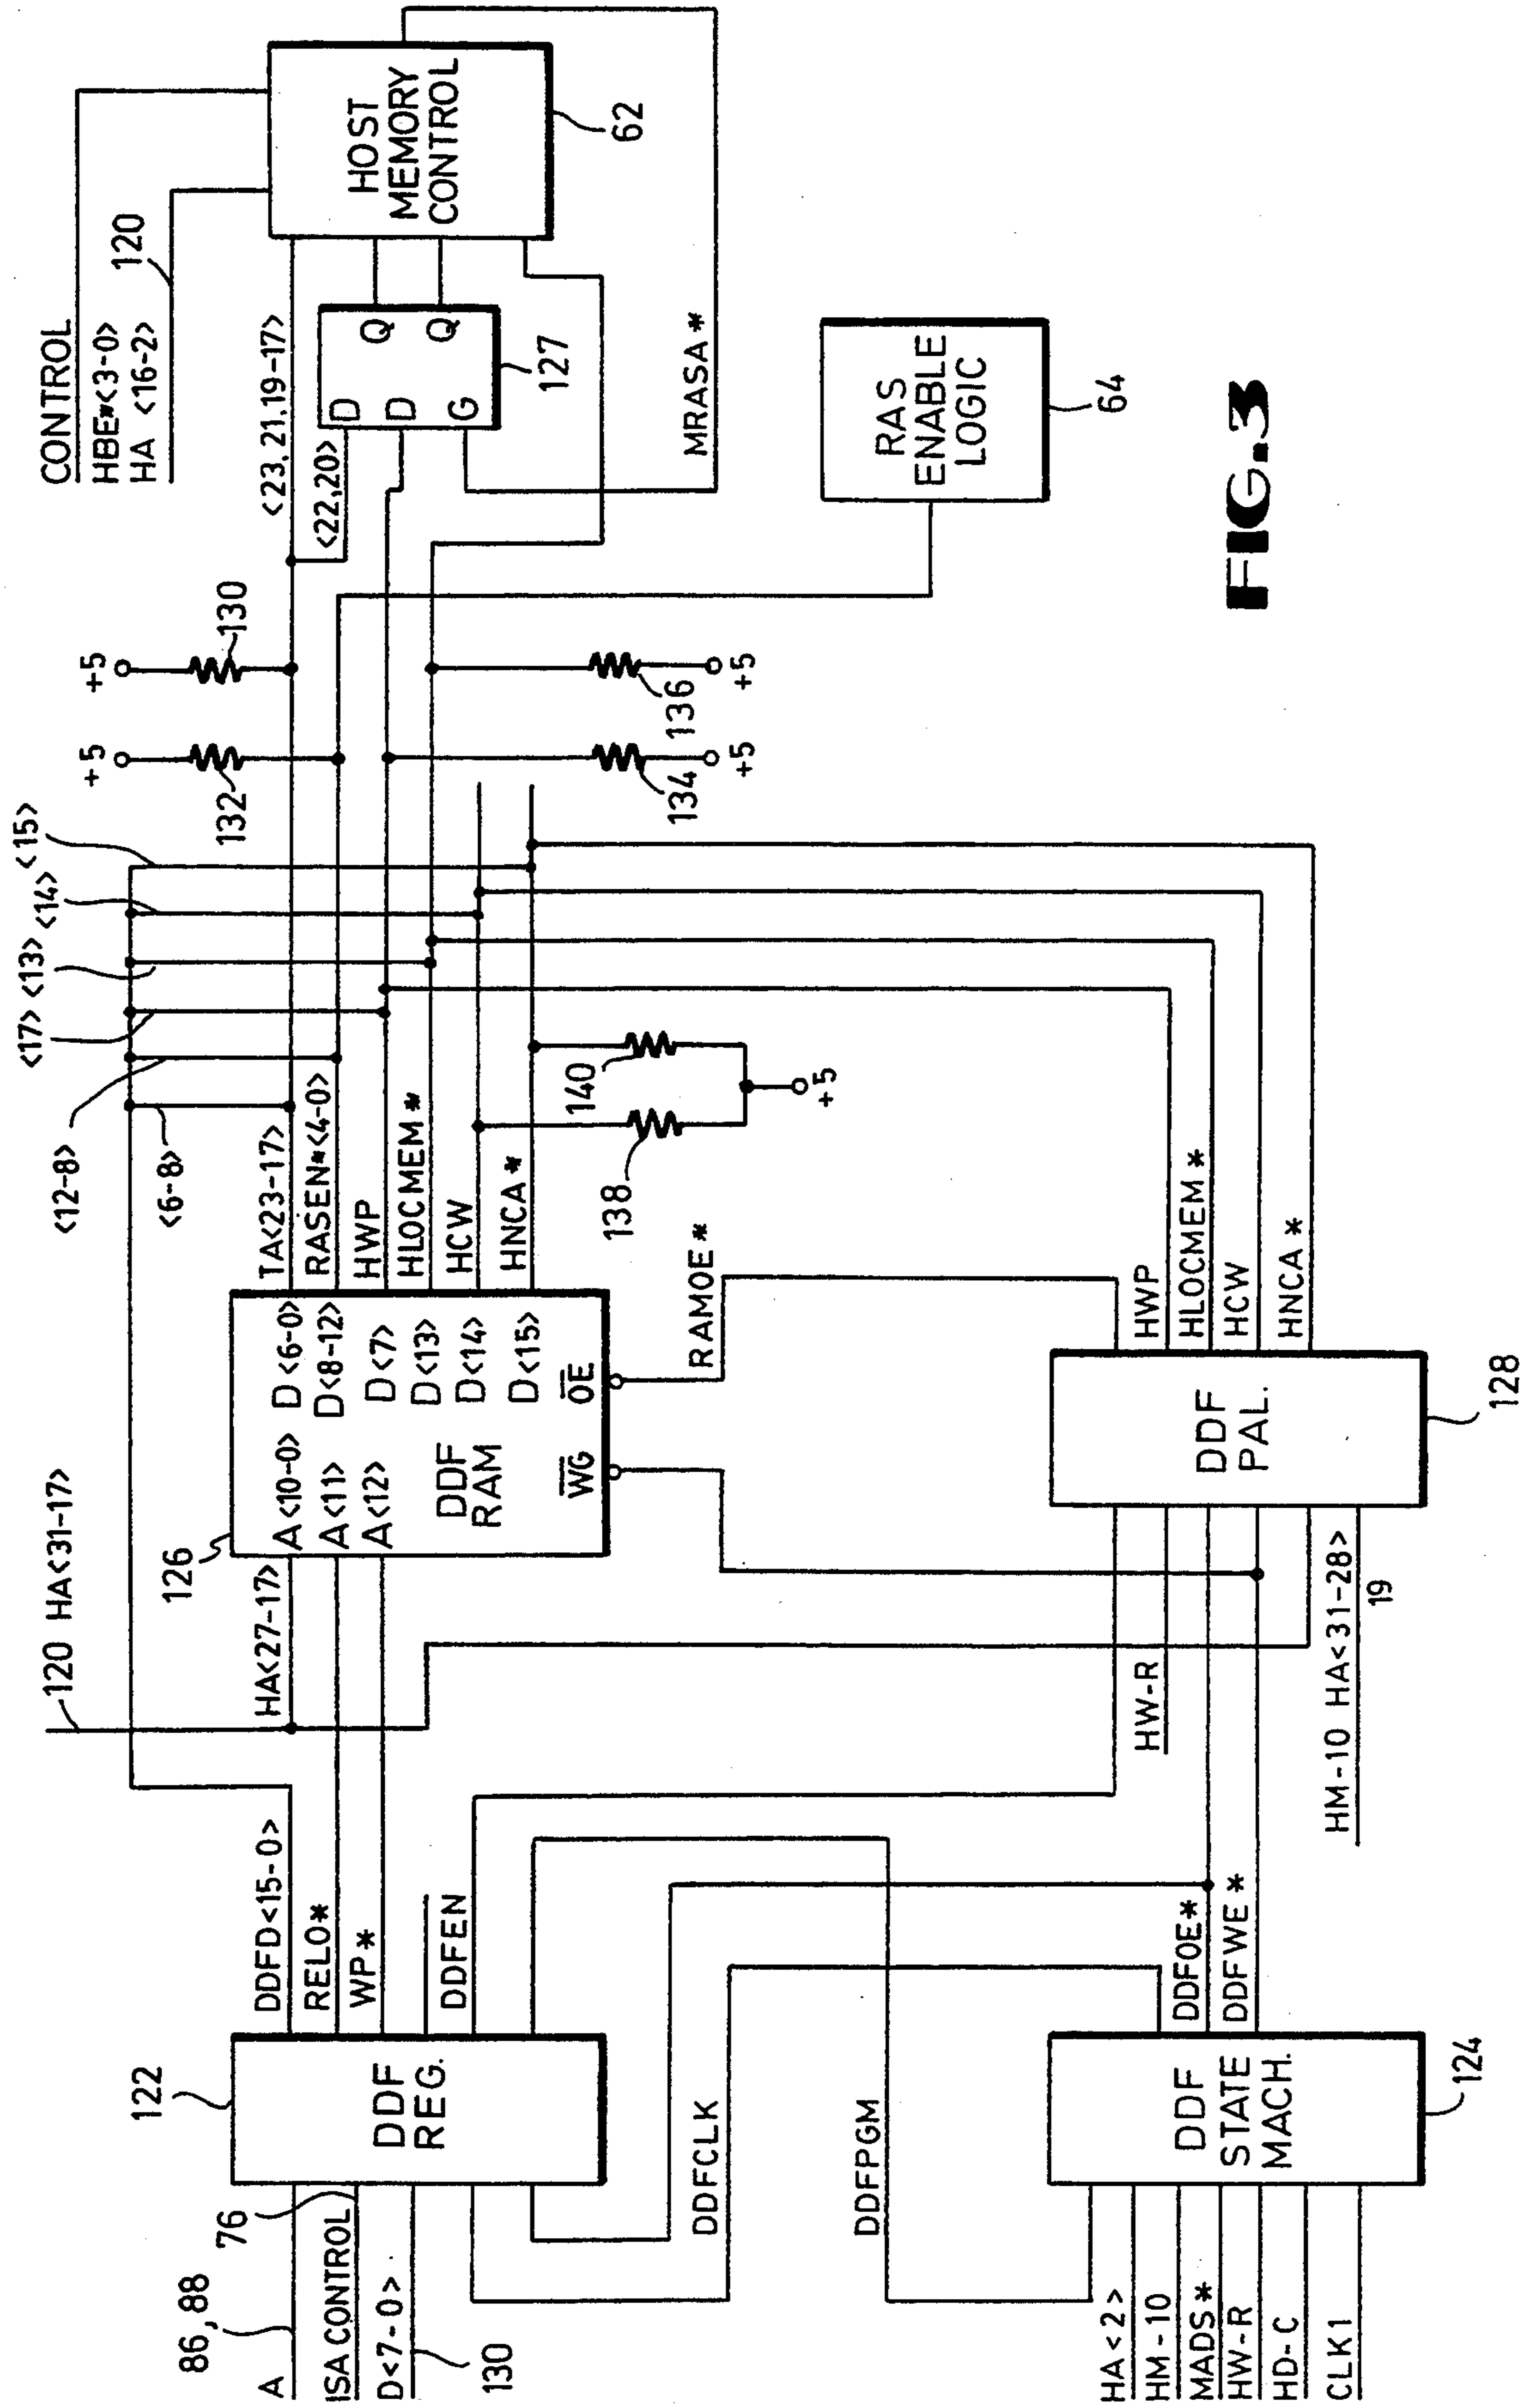 CONTROL
HBE*<3-0>
HA <16-2>
120
HOST
MEMORY
CONTROL
62
<23,21,19-17>
<22,20>
D
D
G
Q
Q
127
MRASA*
RAS
ENABLE
LOGIC
64
+5
130
+5
132
136
+5
134
+5
<15>
<14>
<13>
<17>
<12-8>
<6-8>
TA<23-17>
RASEN*<4-0>
HWP
HLOCMEM*
HCW
HNCA*
140
138
+5
120 HA<31-17>
HA<27-17>
126
A<10-0>
A<11>
A<12>
D<6-0>
D<8-12>
D<7>
D<13>
D<14>
D<15>
DDF
RAM
WG
OE
RAMOE*
HWP
HLOCMEM*
HCW
HNCA*
DDF
PAL.
128
HW-R
HM-10 HA<31-28>
19
DDFD<15-0>
RELO*
WP*
DDFEN
122
DDF
REG.
76
86,88
A
ISA CONTROL
D<7-0>
130
DDFCLK
DDFPGM
DDFOE*
DDFWE*
DDF
STATE
MACH.
124
HA<2>
HM-10
MADS*
HW-R
HD-C
CLK1
FIG.3